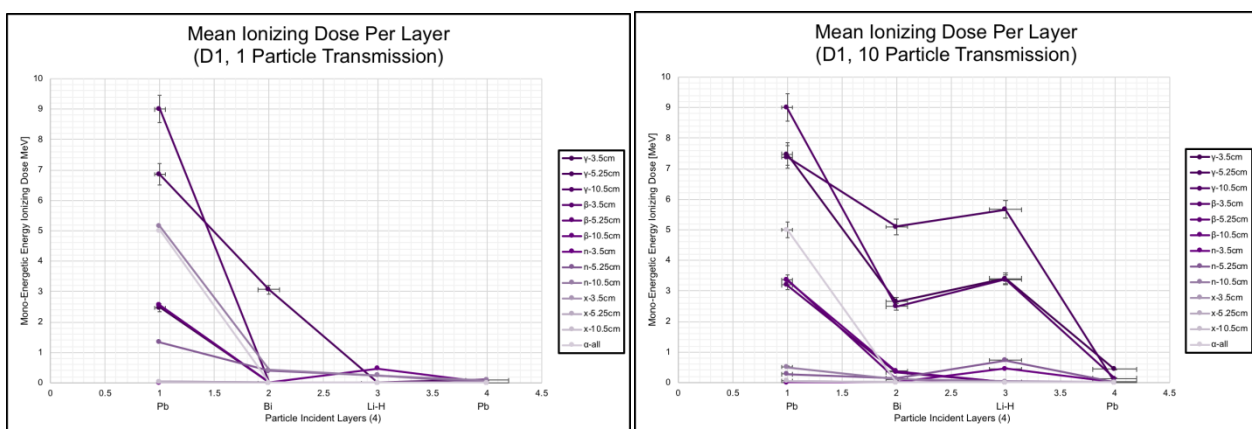 Mean Ionizing Dose Per Layer
(D1, 1 Particle Transmission)
Mono-Energetic Energy Ionizing Dose MeV]
10
9
8
7
6
5
4
3
2
1
0
0
0.5
1
1.5
2
2.5
3
3.5
4
4.5
Pb
Bi
Li-H
Pb
Particle Incident Layers (4)
γ-3.5cm
γ-5.25cm
γ-10.5cm
β-3.5cm
β-5.25cm
β-10.5cm
n-3.5cm
n-5.25cm
n-10.5cm
x-3.5cm
x-5.25cm
x-10.5cm
α-all
Mean Ionizing Dose Per Layer
(D1, 10 Particle Transmission)
Mono-Energetic Energy Ionizing Dose [MeV]
10
9
8
7
6
5
4
3
2
1
0
0
0.5
1
1.5
2
2.5
3
3.5
4
4.5
Pb
Bi
Li-H
Pb
Particle Incident Layers (4)
γ-3.5cm
γ-5.25cm
γ-10.5cm
β-3.5cm
β-5.25cm
β-10.5cm
n-3.5cm
n-5.25cm
n-10.5cm
x-3.5cm
x-5.25cm
x-10.5cm
α-all